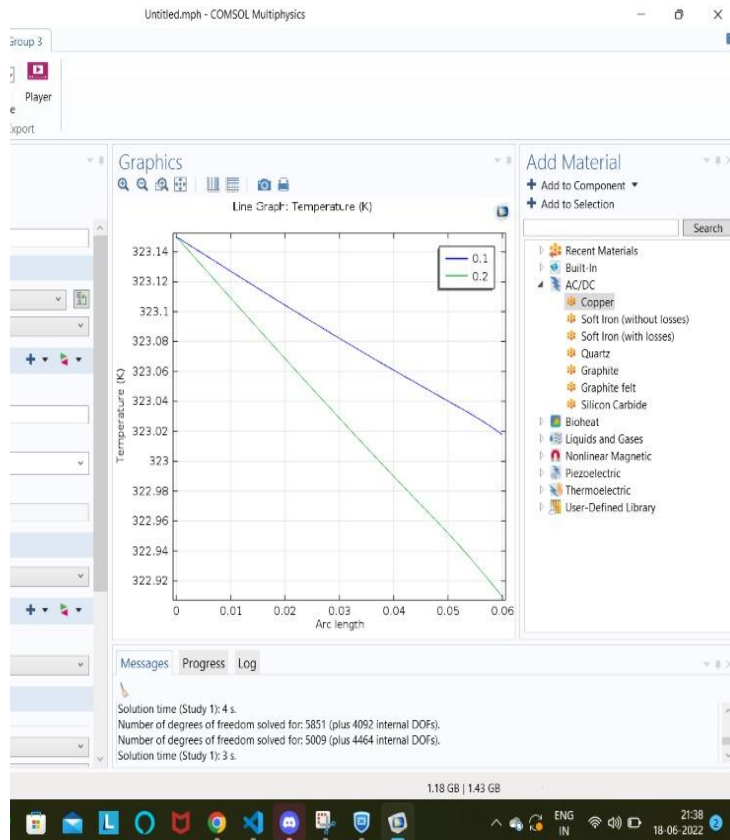 Untitled.mph - COMSOL Multiphysics
Group 3
Player
e
xport
Graphics
Line Graph: Temperature (K)
323.14
323.12
323.1
323.08
323.06
323.04
323.02
323
322.98
322.96
322.94
322.92
Temperature (K)
0.1
0.2
0
0.01
0.02
0.03
0.04
0.05
0.06
Arc length
Add Material
+ Add to Component
+ Add to Selection
Search
Recent Materials
Built-In
AC/DC
Copper
Soft Iron (without losses)
Soft Iron (with losses)
Quartz
Graphite
Graphite felt
Silicon Carbide
Bioheat
Liquids and Gases
Nonlinear Magnetic
Piezoelectric
Thermoelectric
User-Defined Library
Messages Progress Log
Solution time (Study 1): 4 s.
Number of degrees of freedom solved for: 5851 (plus 4092 internal DOFs).
Number of degrees of freedom solved for: 5009 (plus 4464 internal DOFs).
Solution time (Study 1): 3 s.
1.18 GB | 1.43 GB
L
ENG
IN
21:38
18-06-2022
2